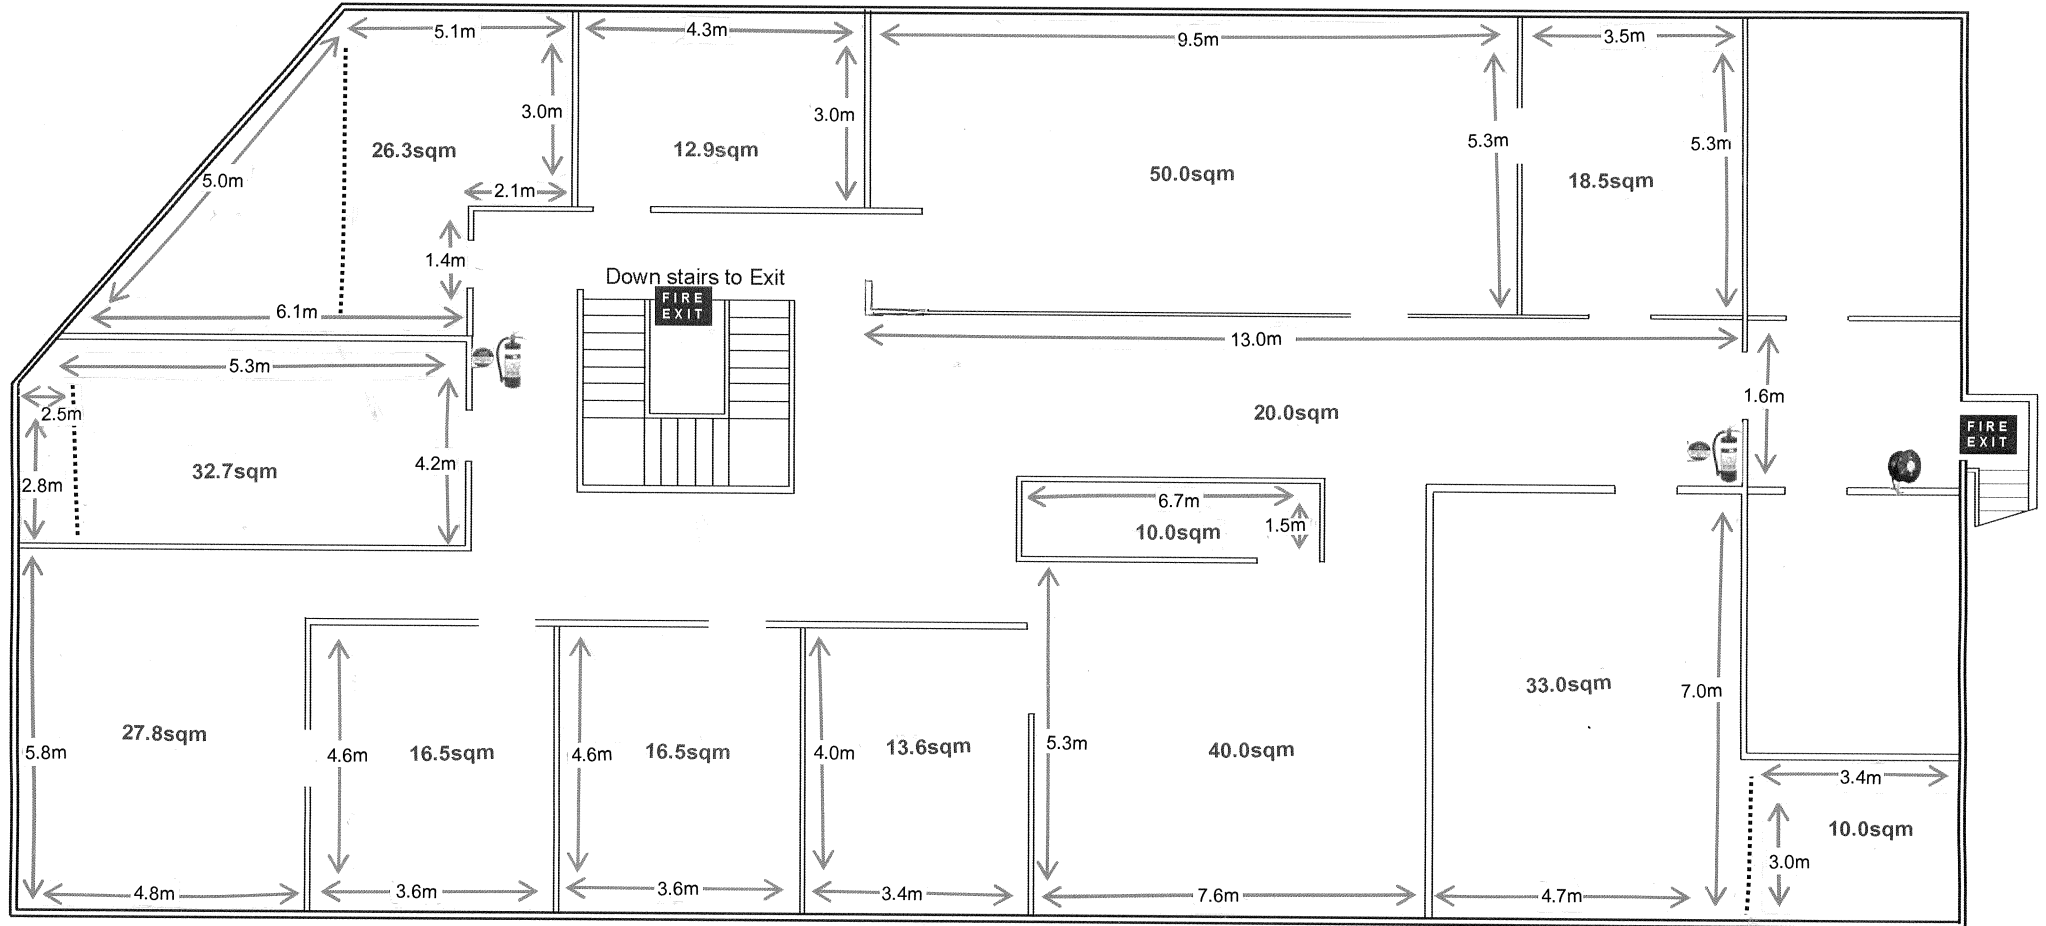 5.1m
4.3m
9.5m
3.5m
3.0m
3.0m
5.3m
5.3m
26.3sqm
12.9sqm
50.0sqm
18.5sqm
5.0m
2.1m
1.4m
Down stairs to Exit
FIRE
EXIT
6.1m
13.0m
5.3m
1.6m
2.5m
20.0sqm
FIRE
EXIT
32.7sqm
4.2m
2.8m
6.7m
1.5m
10.0sqm
33.0sqm
7.0m
27.8sqm
5.8m
4.6m
16.5sqm
4.6m
16.5sqm
4.0m
13.6sqm
5.3m
40.0sqm
3.4m
10.0sqm
3.0m
4.8m
3.6m
3.6m
3.4m
7.6m
4.7m